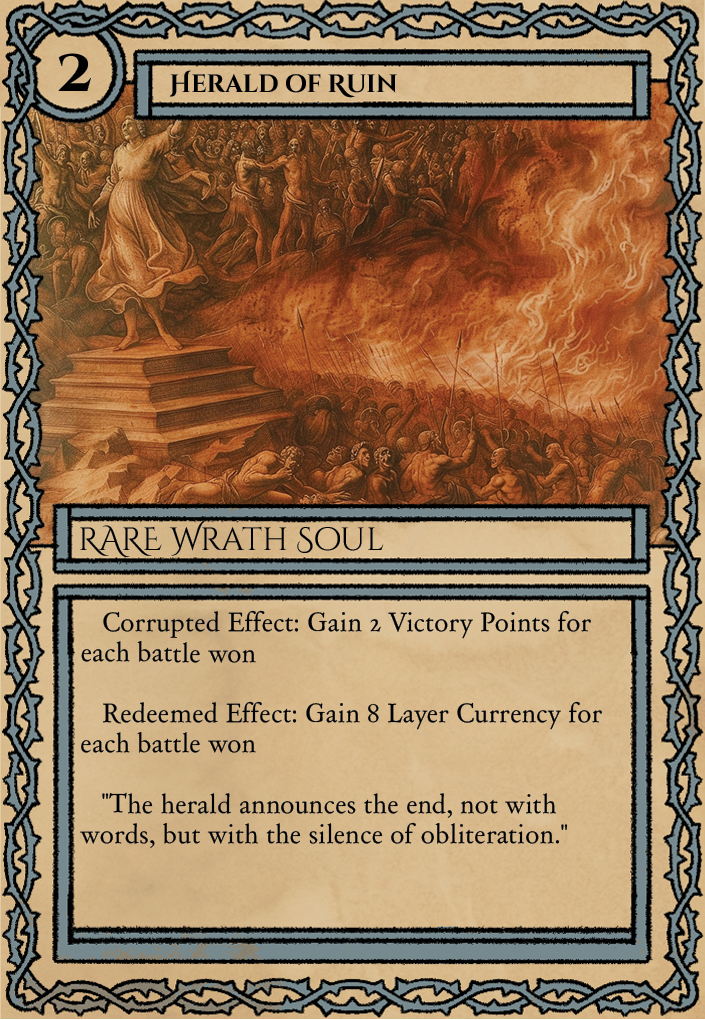 2
Herald of Ruin
Rare Wrath Soul
Corrupted Effect: Gain 2 Victory Points for
each battle won
Redeemed Effect: Gain 8 Layer Currency for
each battle won
"The herald announces the end, not with
words, but with the silence of obliteration."